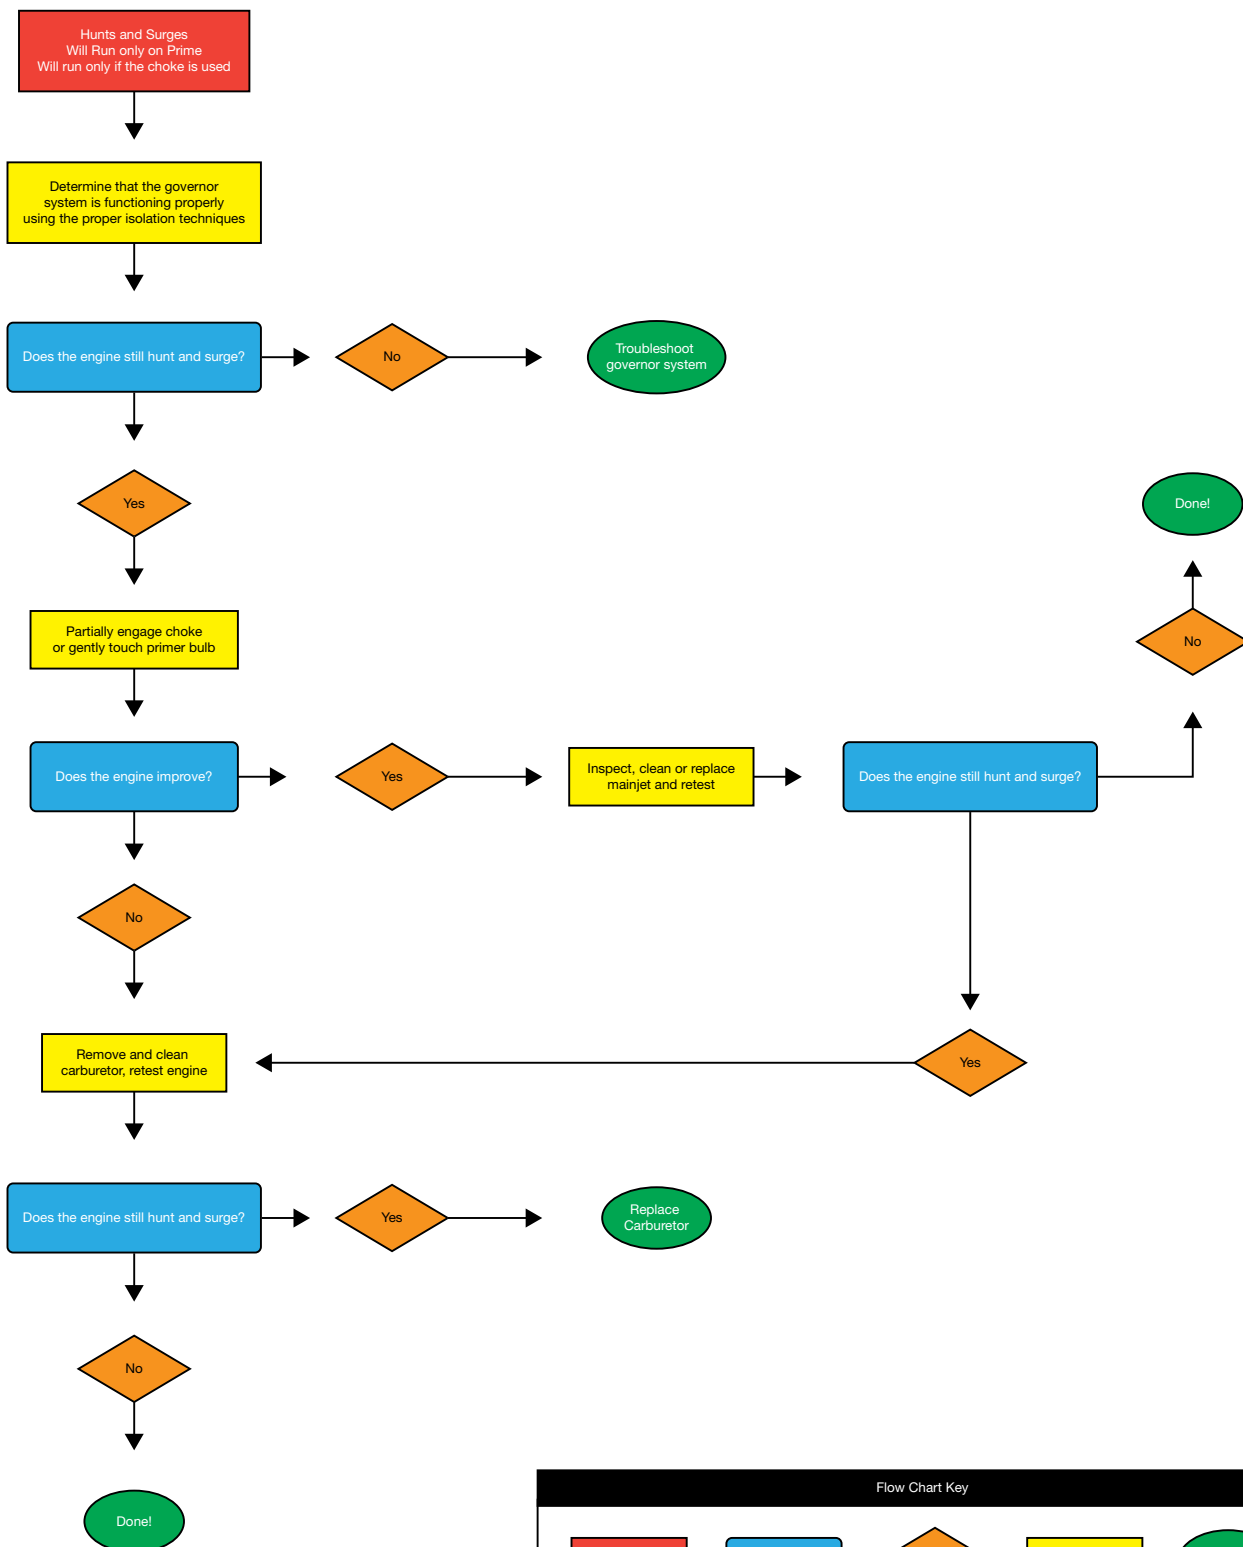 Hunts and Surges
Will Run only on Prime
Will run only if the choke is used
Determine that the governor
system is functioning properly
using the proper isolation techniques
Does the engine still hunt and surge?
No
Troubleshoot
governor system
Yes
Done!
Partially engage choke
or gently touch primer bulb
No
Does the engine improve?
Yes
Inspect, clean or replace
mainjet and retest
Does the engine still hunt and surge?
No
Remove and clean
carburetor, retest engine
Yes
Does the engine still hunt and surge?
Yes
Replace
Carburetor
No
Done!
Flow Chart Key